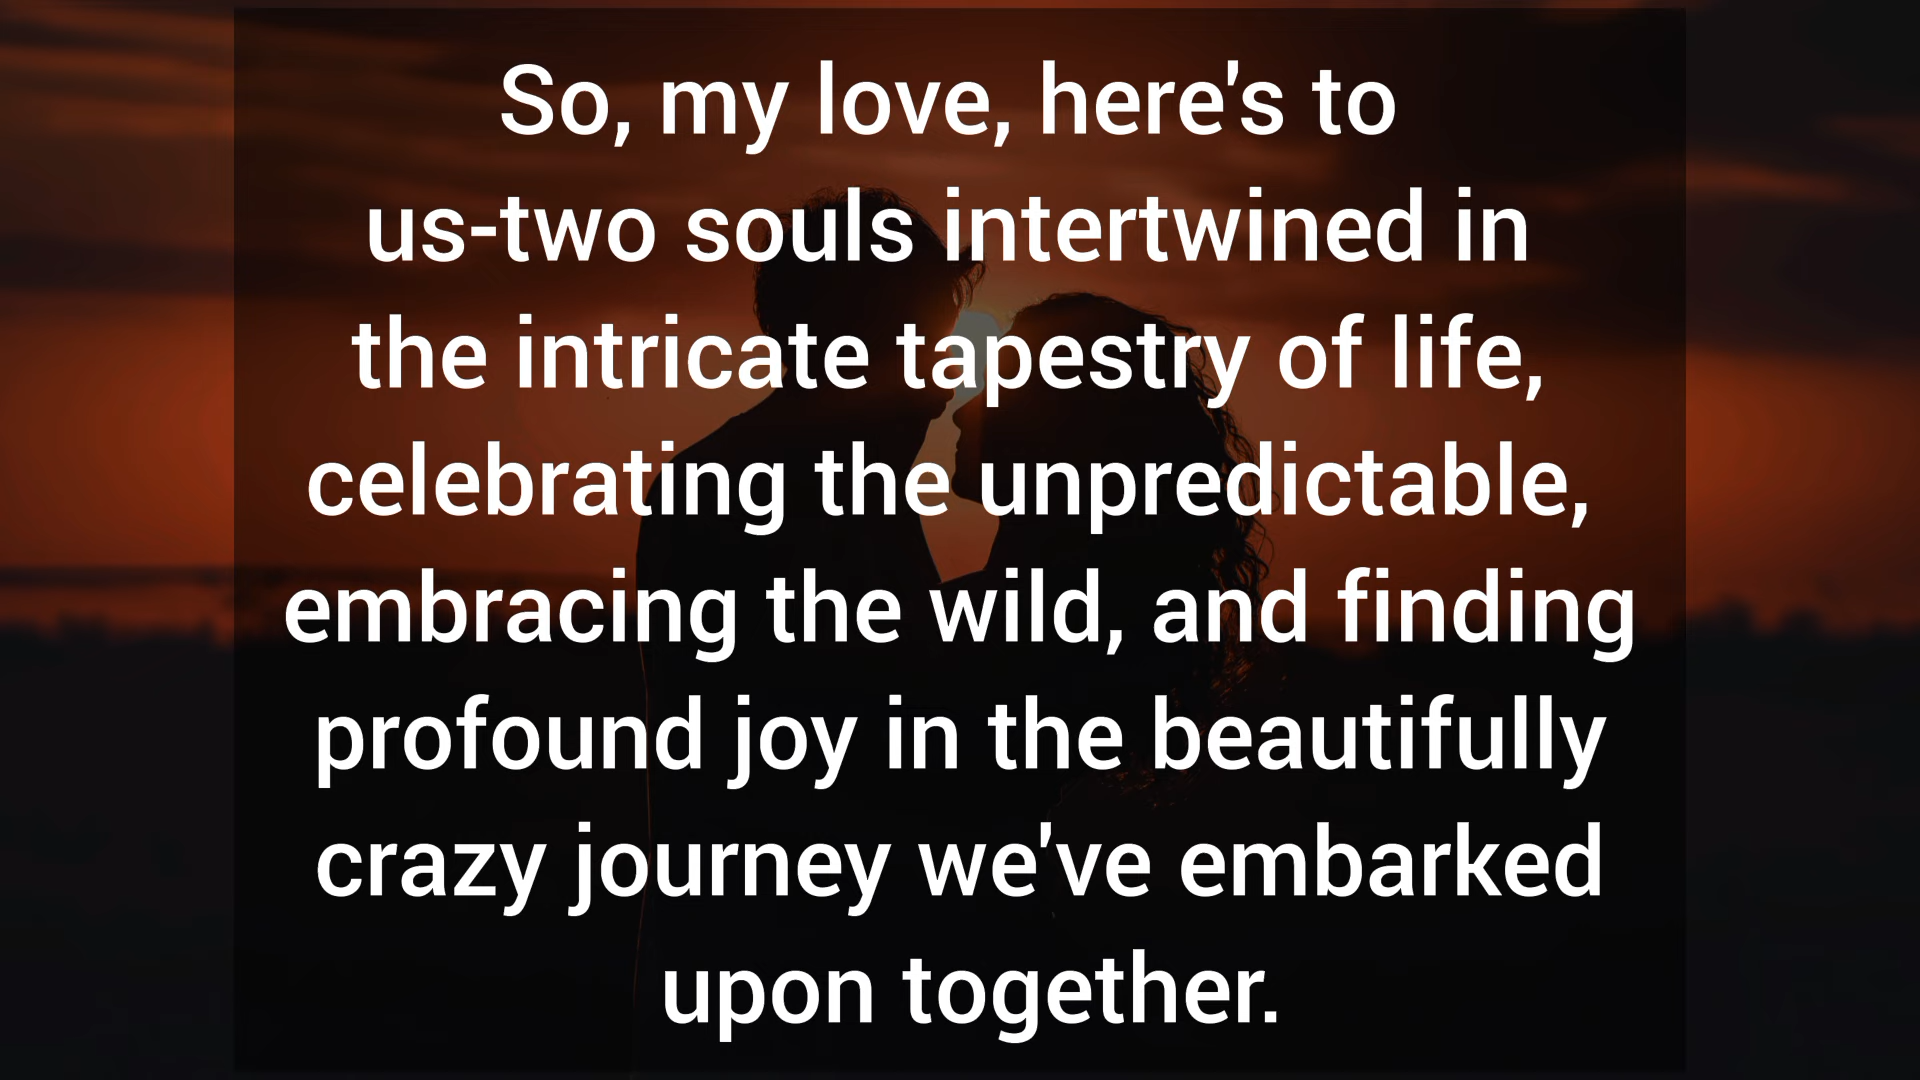 So, my love, here's to
us-two souls intertwined in
the intricate tapestry of life,
celebrating the unpredictable,
embracing the wild, and finding
profound joy in the beautifully
crazy journey we've embarked
upon together.